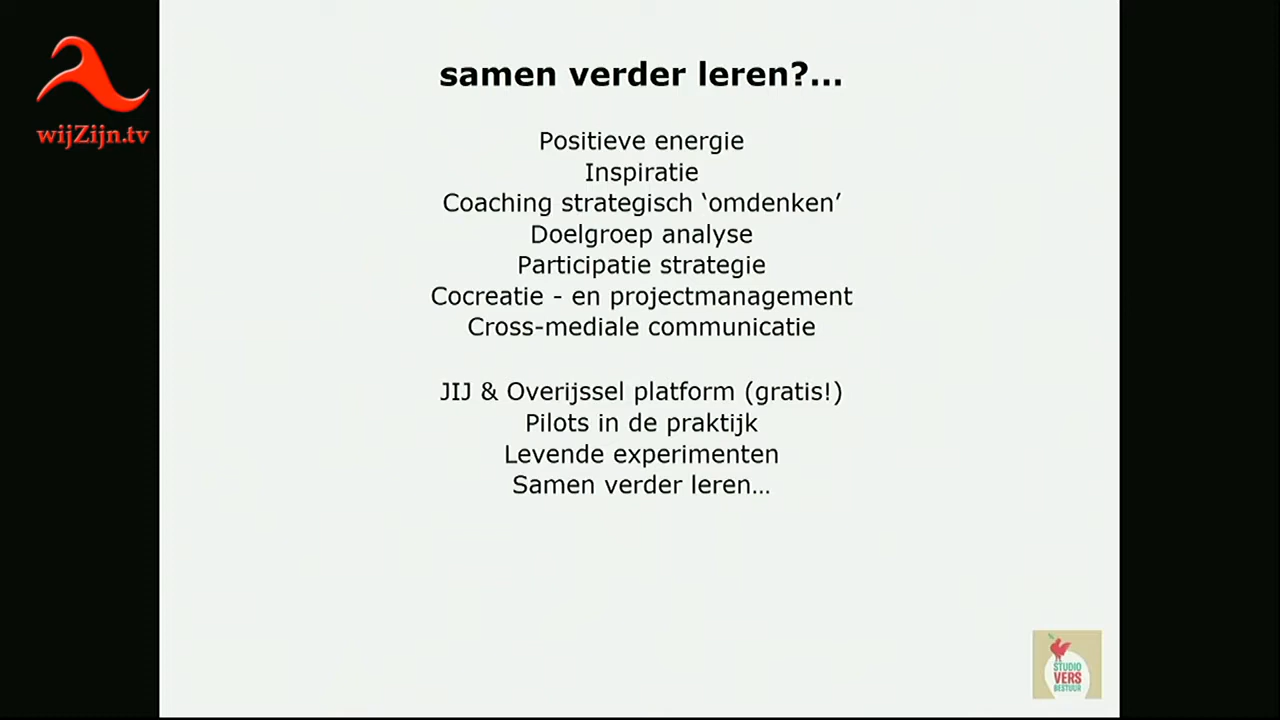 wijZijn.tv
samen verder leren?...
Positieve energie
Inspiratie
Coaching strategisch ‘omdenken’
Doelgroep analyse
Participatie strategie
Cocreatie - en projectmanagement
Cross-mediale communicatie
JIJ & Overijssel platform (gratis!)
Pilots in de praktijk
Levende experimenten
Samen verder leren...
STUDIO
VERS
BESTUUR